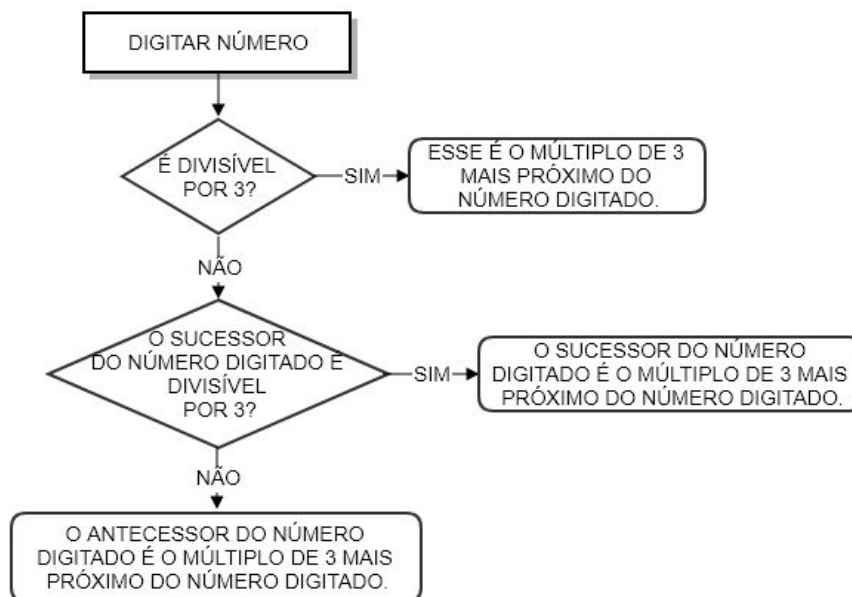 DIGITAR NÚMERO
É DIVISÍVEL
POR 3?
SIM
ESSE É O MÚLTIPLO DE 3
MAIS PRÓXIMO DO
NÚMERO DIGITADO.
NÃO
O SUCESSOR
DO NÚMERO DIGITADO É
DIVISÍVEL
POR 3?
SIM
O SUCESSOR DO NÚMERO
DIGITADO É O MÚLTIPLO DE 3 MAIS
PRÓXIMO DO NÚMERO DIGITADO.
NÃO
O ANTECESSOR DO NÚMERO
DIGITADO É O MÚLTIPLO DE 3 MAIS
PRÓXIMO DO NÚMERO DIGITADO.